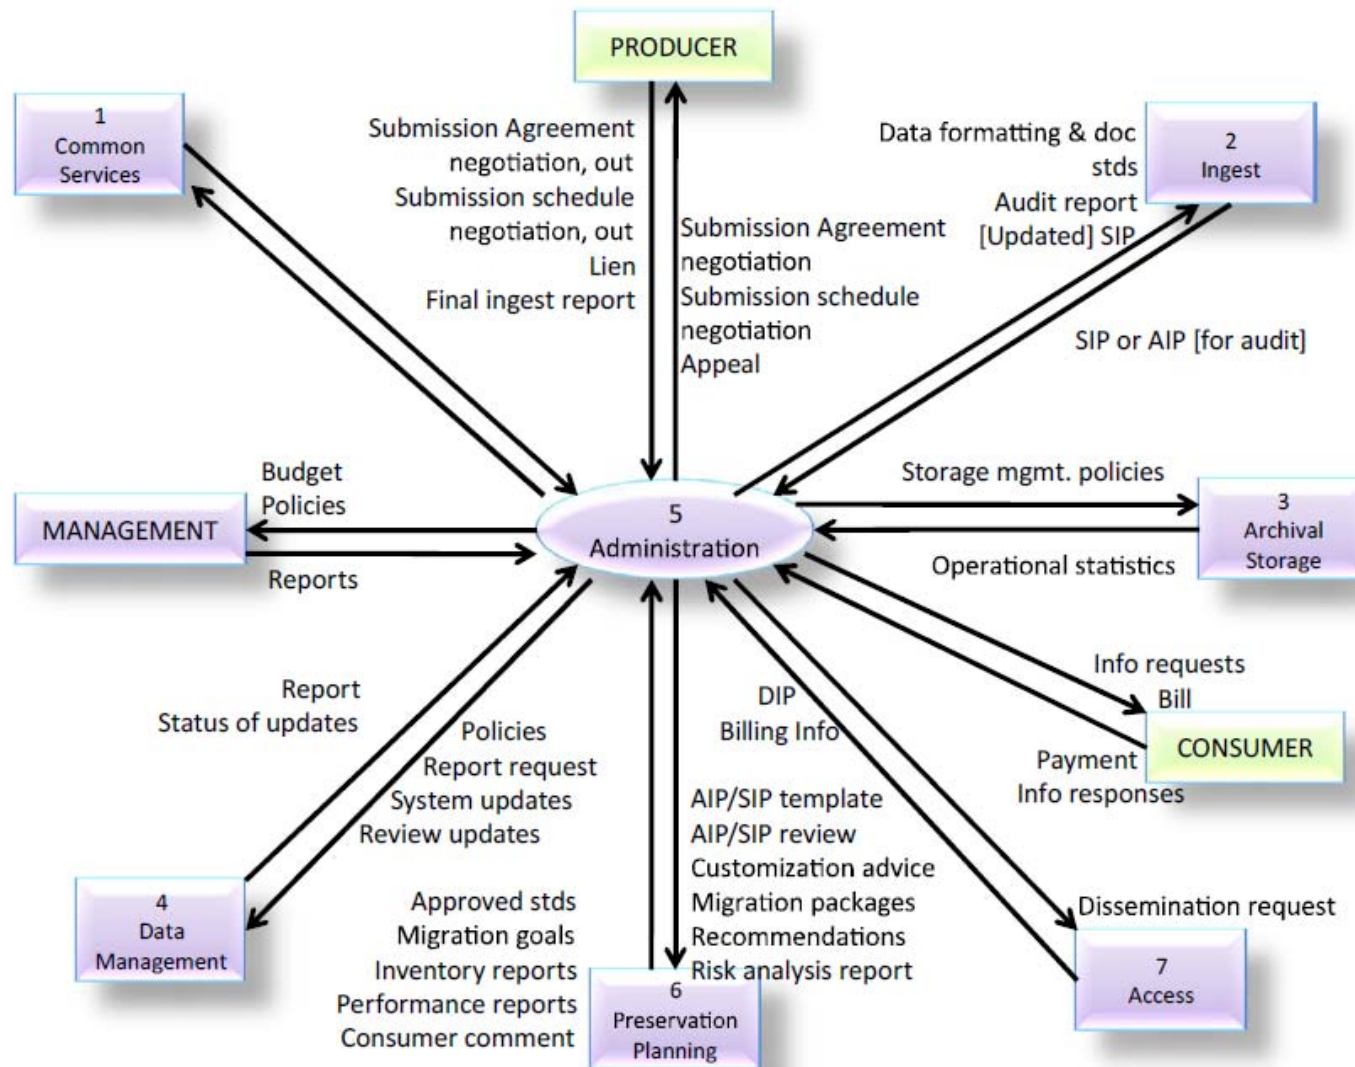 PRODUCER
1
Common
Services
Submission Agreement
negotiation, out
Submission schedule
negotiation, out
Lien
Final ingest report
Submission Agreement
negotiation
Submission schedule
negotiation
Appeal
Data formatting & doc
stds
Audit report
[Updated] SIP
2
Ingest
SIP or AIP [for audit]
Budget
Policies
MANAGEMENT
Reports
5
Administration
Storage mgmt. policies
3
Archival
Storage
Operational statistics
Info requests
Bill
CONSUMER
Payment
Info responses
Report
Status of updates
Policies
Report request
System updates
Review updates
4
Data
Management
DIP
Billing Info
Dissemination request
7
Access
Approved stds
Migration goals
Inventory reports
Performance reports
Consumer comment
AIP/SIP template
AIP/SIP review
Customization advice
Migration packages
Recommendations
Risk analysis report
6
Preservation
Planning